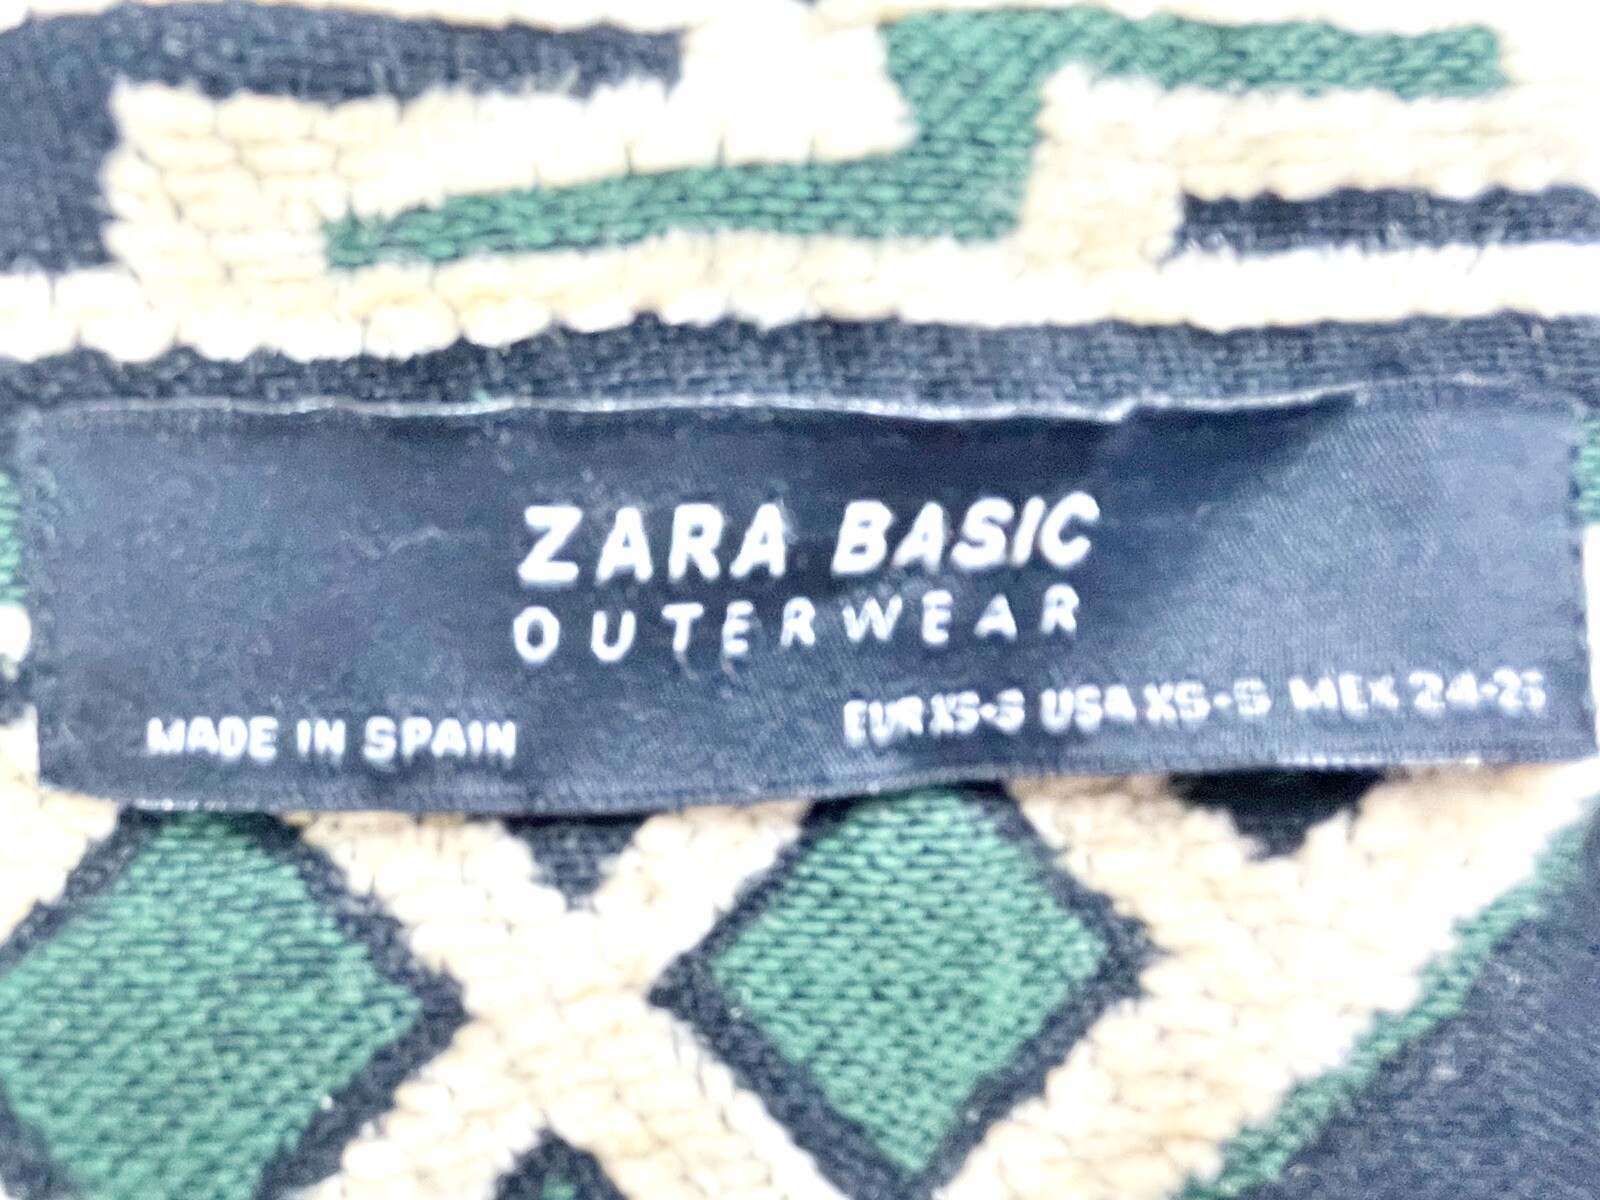 ZARA BASIC
OUTERWEAR
MADE IN SPAIN
EUR XS-S USA XS-S MEX 24-26